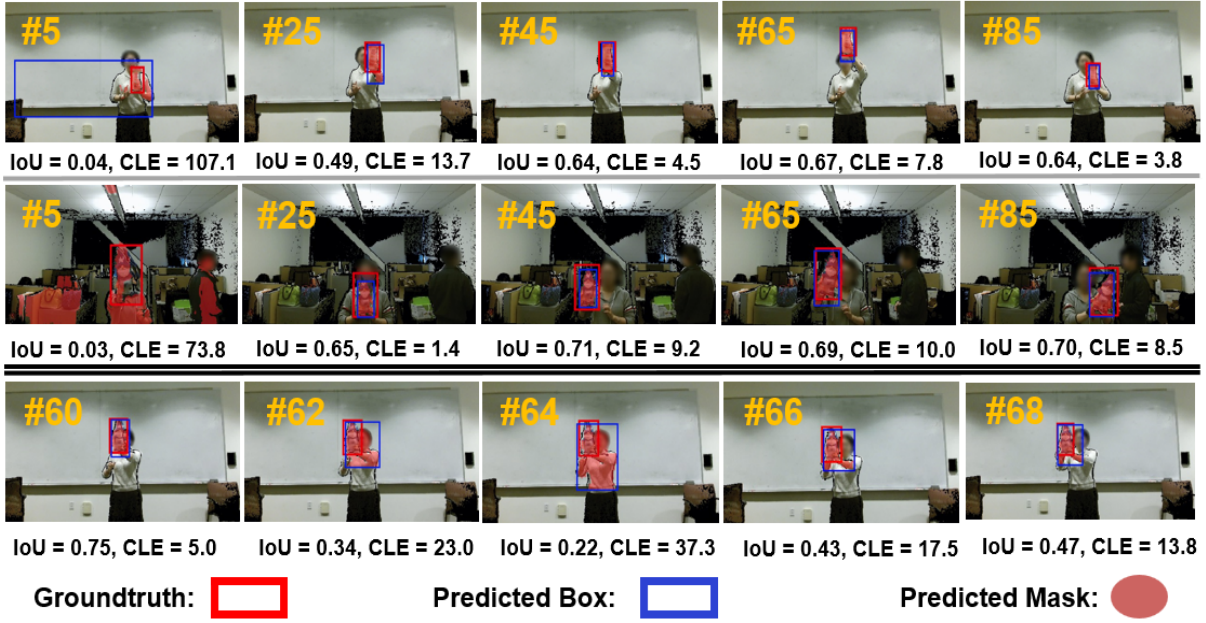 #5 #25 #45 #65 #85
IoU = 0.04, CLE = 107.1 IoU = 0.49, CLE = 13.7 IoU = 0.64, CLE = 4.5 IoU = 0.67, CLE = 7.8 IoU = 0.64, CLE = 3.8
#5 #25 #45 #65 #85
IoU = 0.03, CLE = 73.8 IoU = 0.65, CLE = 1.4 IoU = 0.71, CLE = 9.2 IoU = 0.69, CLE = 10.0 IoU = 0.70, CLE = 8.5
#60 #62 #64 #66 #68
IoU = 0.75, CLE = 5.0 IoU = 0.34, CLE = 23.0 IoU = 0.22, CLE = 37.3 IoU = 0.43, CLE = 17.5 IoU = 0.47, CLE = 13.8
Groundtruth: Predicted Box: Predicted Mask: